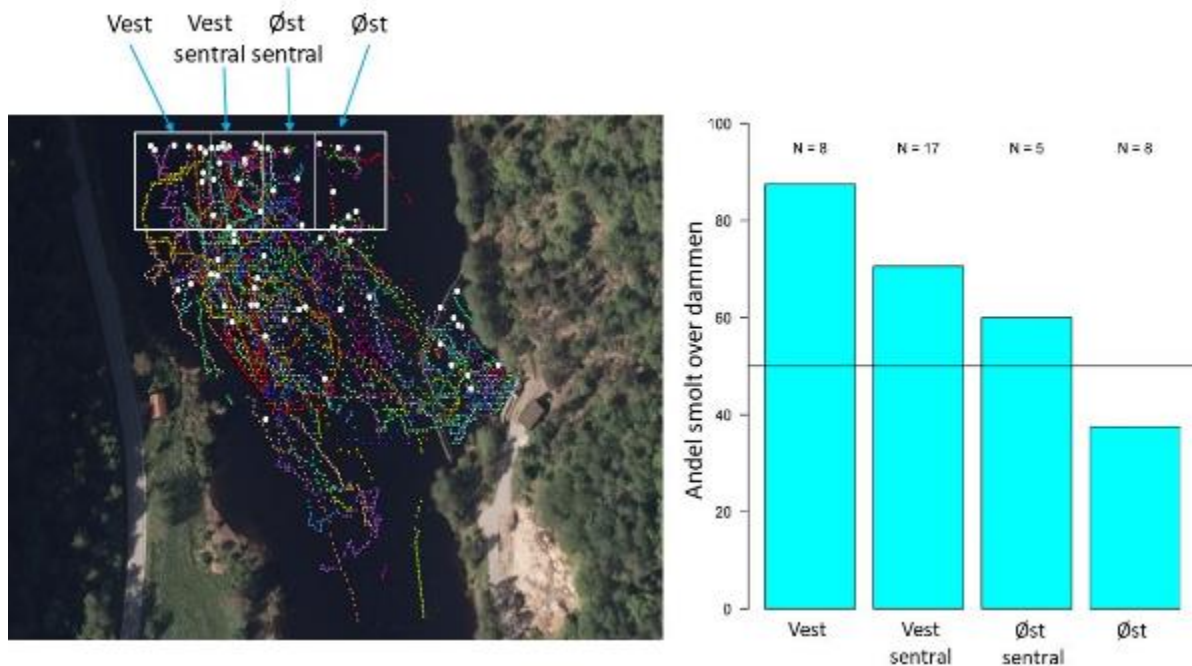 Vest
Vest
sentral
Øst
sentral
Øst
100
80
60
40
20
0
Andel smolt over dammen
N = 8
N = 17
N = 5
N = 8
Vest
Vest
sentral
Øst
sentral
Øst